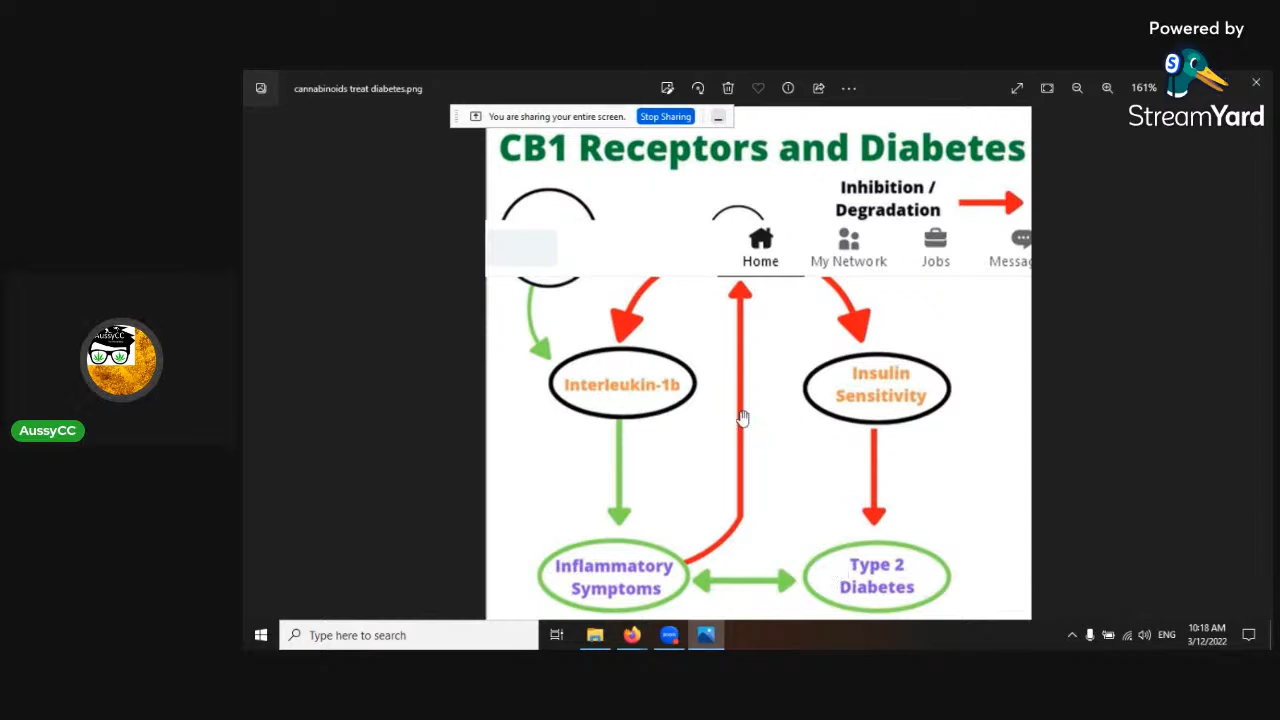 Powered by
StreamYard
cannabinoids treat diabetes.png
161%
You are sharing your entire screen.
Stop Sharing
CB1 Receptors and Diabetes
Inhibition /
Degradation
Home
My Network
Jobs
Messag
Interleukin-1b
Insulin
Sensitivity
Inflammatory
Symptoms
Type 2
Diabetes
AussyCC
AussyCC
Type here to search
zoom
ENG
10:18 AM
3/12/2022